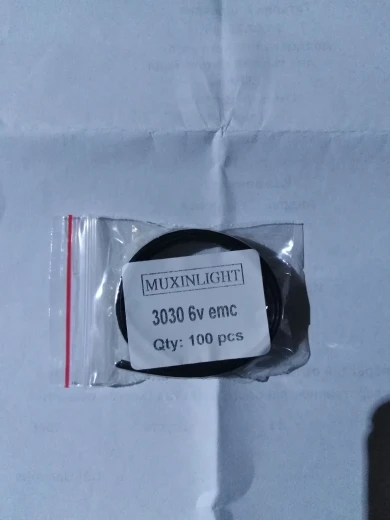 MUXINLIGHT
3030 6v emc
Qty: 100 pcs